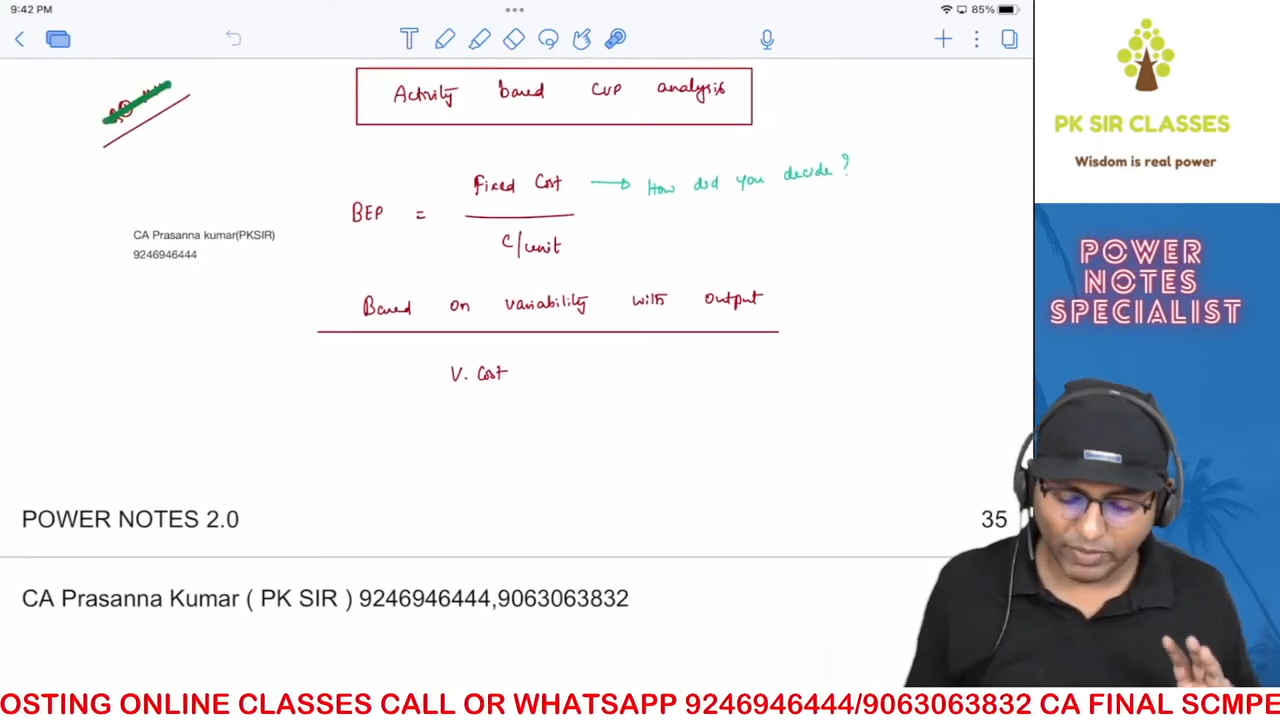 9:42 PM
85%
Activity based CVP analysis
Fixed Cost → How did you decide?
BEP =
C/unit
CA Prasanna kumar(PKSIR)
9246946444
Based on variability with output
V. Cost
POWER NOTES 2.0
35
CA Prasanna Kumar ( PK SIR ) 9246946444,9063063832
PK SIR CLASSES
Wisdom is real power
POWER
NOTES
SPECIALIST
OSTING ONLINE CLASSES CALL OR WHATSAPP 9246946444/9063063832 CA FINAL SCMPE